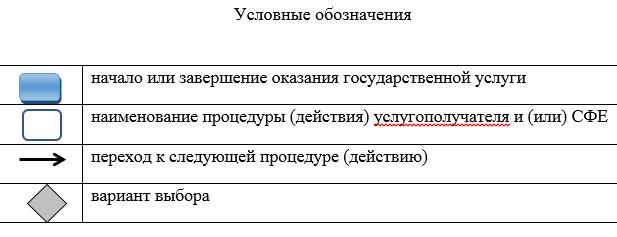 Условные обозначения
начало или завершение оказания государственной услуги
наименование процедуры (действия) услугополучателя и (или) СФЕ
переход к следующей процедуре (действию)
вариант выбора